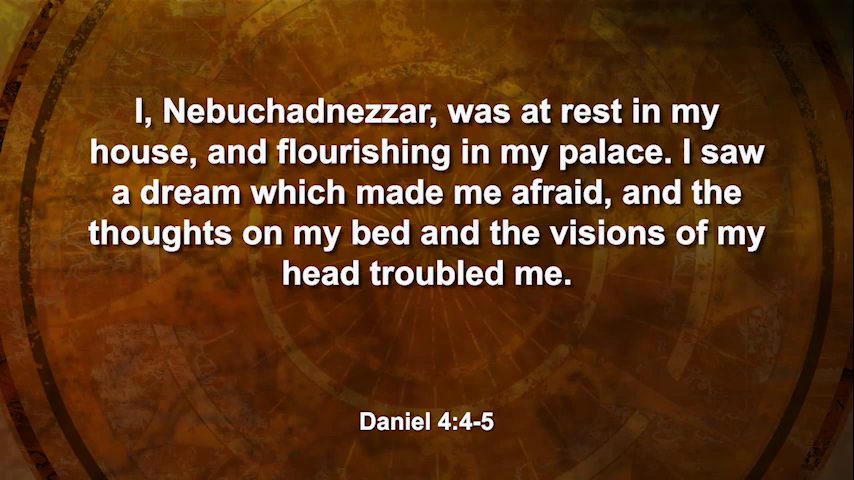 I, Nebuchadnezzar, was at rest in my
house, and flourishing in my palace. I saw
a dream which made me afraid, and the
thoughts on my bed and the visions of my
head troubled me.
Daniel 4:4-5